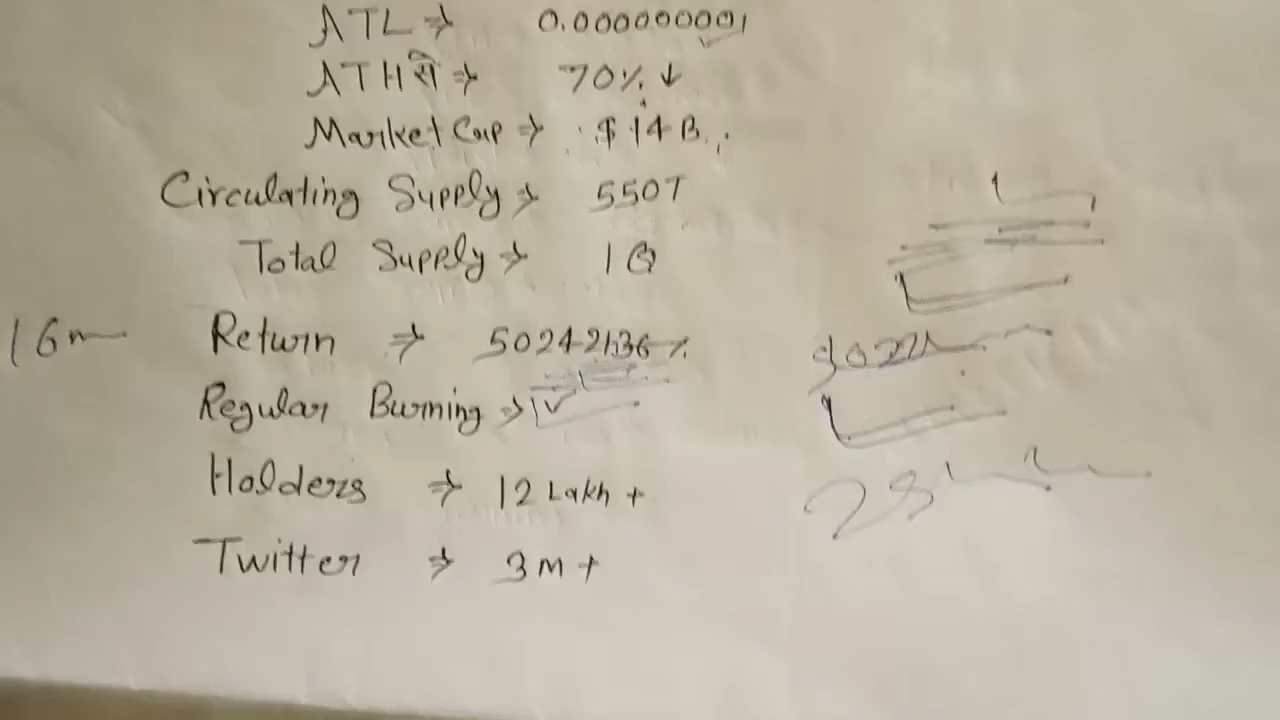 ATL ⇒ 0.000000001
ATH से ⇒ 70% ↓
Market Cap ⇒ $14B
Circulating Supply ⇒ 550T
Total Supply ⇒ 1Q
16m Return ⇒ 50242136%
Regular Burning ⇒ ✓
Holders ⇒ 12 Lakh +
Twitter ⇒ 3M +